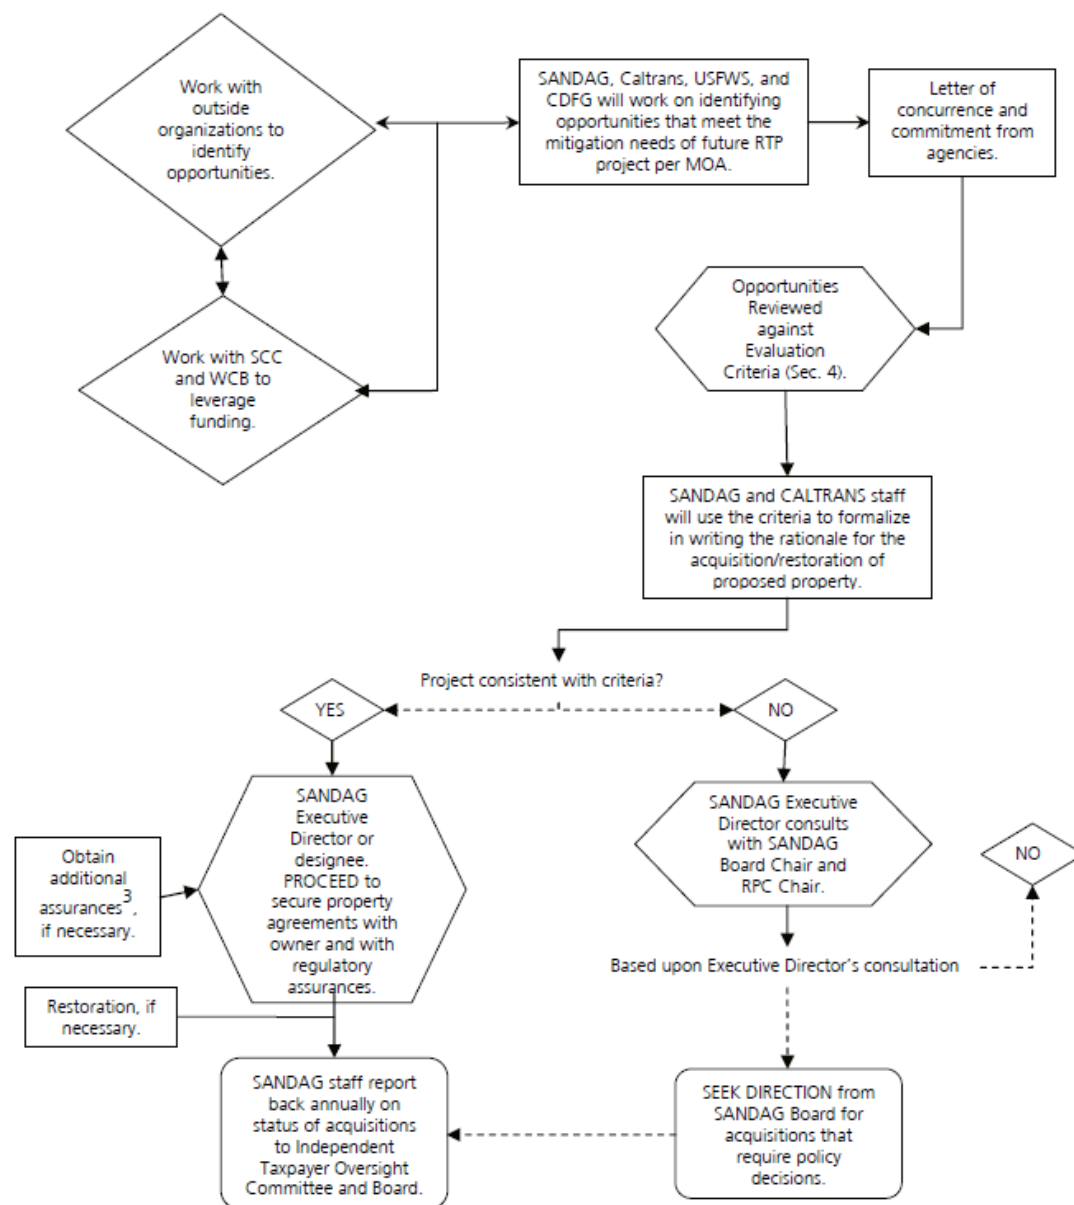 Work with
outside
organizations to
identify
opportunities.
SANDAG, Caltrans, USFWS, and
CDFG will work on identifying
opportunities that meet the
mitigation needs of future RTP
project per MOA.
Letter of
concurrence and
commitment from
agencies.
Work with SCC
and WCB to
leverage
funding.
Opportunities
Reviewed
against
Evaluation
Criteria (Sec. 4).
SANDAG and CALTRANS staff
will use the criteria to formalize
in writing the rationale for the
acquisition/restoration of
proposed property.
Project consistent with criteria?
YES
NO
SANDAG
Executive
Director or
designee.
PROCEED to
secure property
agreements with
owner and with
regulatory
assurances.
SANDAG Executive
Director consults
with SANDAG
Board Chair and
RPC Chair.
NO
Obtain
additional
assurances3,
if necessary.
Based upon Executive Director's consultation
Restoration, if
necessary.
SANDAG staff report
back annually on
status of acquisitions
to Independent
Taxpayer Oversight
Committee and Board.
SEEK DIRECTION from
SANDAG Board for
acquisitions that
require policy
decisions.